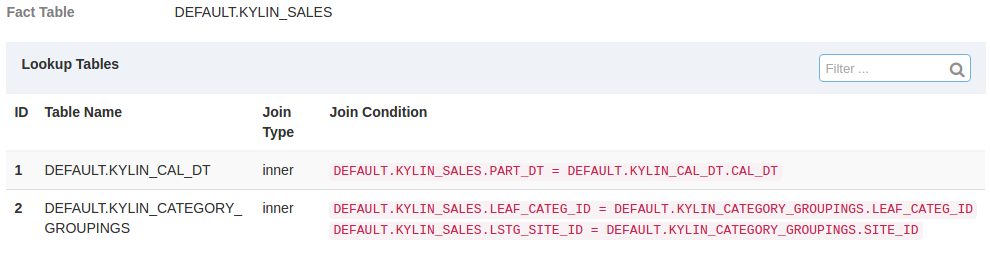 Fact Table DEFAULT.KYLIN_SALES
Lookup Tables Filter ...
ID Table Name Join Type Join Condition
1 DEFAULT.KYLIN_CAL_DT inner DEFAULT.KYLIN_SALES.PART_DT = DEFAULT.KYLIN_CAL_DT.CAL_DT
2 DEFAULT.KYLIN_CATEGORY_ inner DEFAULT.KYLIN_SALES.LEAF_CATEG_ID = DEFAULT.KYLIN_CATEGORY_GROUPINGS.LEAF_CATEG_ID
GROUPINGS DEFAULT.KYLIN_SALES.LSTG_SITE_ID = DEFAULT.KYLIN_CATEGORY_GROUPINGS.SITE_ID